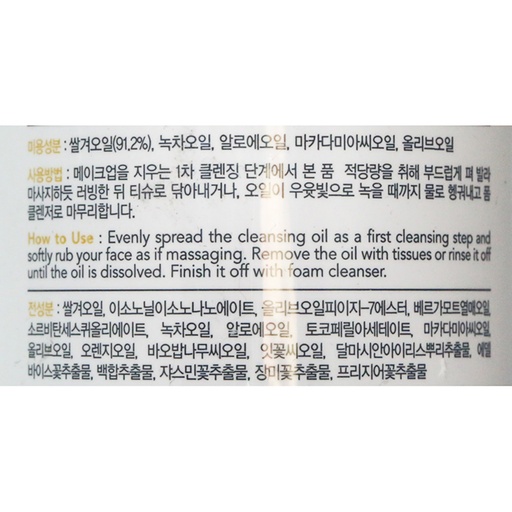 미용성분 : 쌀겨오일(91.2%), 녹차오일, 알로에오일, 마카다미아씨오일, 올리브오일
사용방법 : 메이크업을 지우는 1차 클렌징 단계에서 본 품 적당량을 취해 부드럽게 펴 발라
마사지하듯 러빙한 뒤 티슈로 닦아내거나, 오일이 우윳빛으로 녹을 때까지 물로 헹궈내고 폼
클렌저로 마무리합니다.
How to Use : Evenly spread the cleansing oil as a first cleansing step and
softly rub your face as if massaging. Remove the oil with tissues or rinse it off
until the oil is dissolved. Finish it off with foam cleanser.
전성분 : 쌀겨오일, 이소노닐이소노나노에이트, 올리브오일피이지-7에스터, 베르가모트열매오일,
소르비탄세스퀴올리에이트, 녹차오일, 알로에오일, 토코페릴아세테이트, 마카다미아씨오일,
올리브오일, 오렌지오일, 바오밥나무씨오일, 잇꽃씨오일, 달마시안아이리스뿌리추출물, 에델
바이스꽃추출물, 백합추출물, 쟈스민꽃추출물, 장미꽃추출물, 프리지어꽃추출물